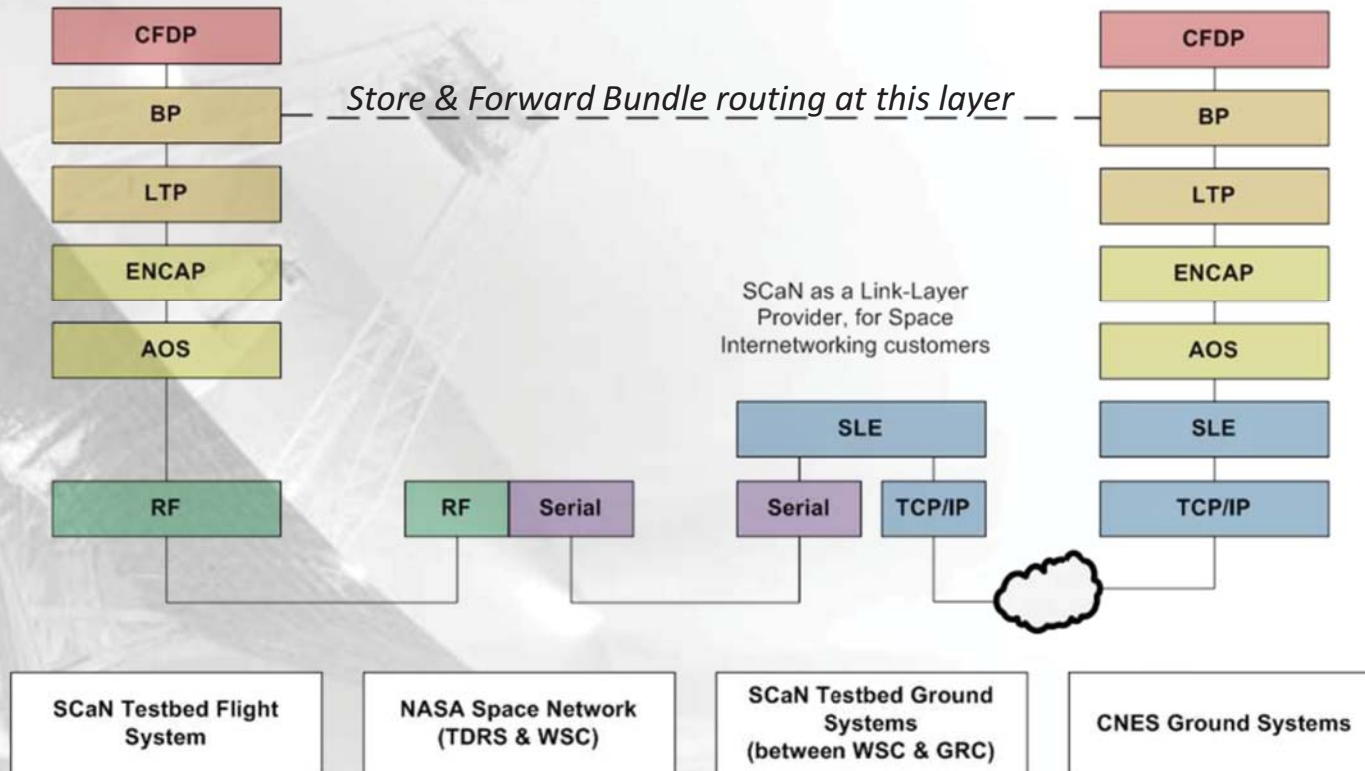 CFDP
CFDP
Store & Forward Bundle routing at this layer
BP
BP
LTP
LTP
ENCAP
ENCAP
SCaN as a Link-Layer
Provider, for Space
Internetworking customers
AOS
AOS
SLE
SLE
RF
RF
Serial
Serial
TCP/IP
TCP/IP
SCaN Testbed Flight
System
NASA Space Network
(TDRS & WSC)
SCaN Testbed Ground
Systems
(between WSC & GRC)
CNES Ground Systems